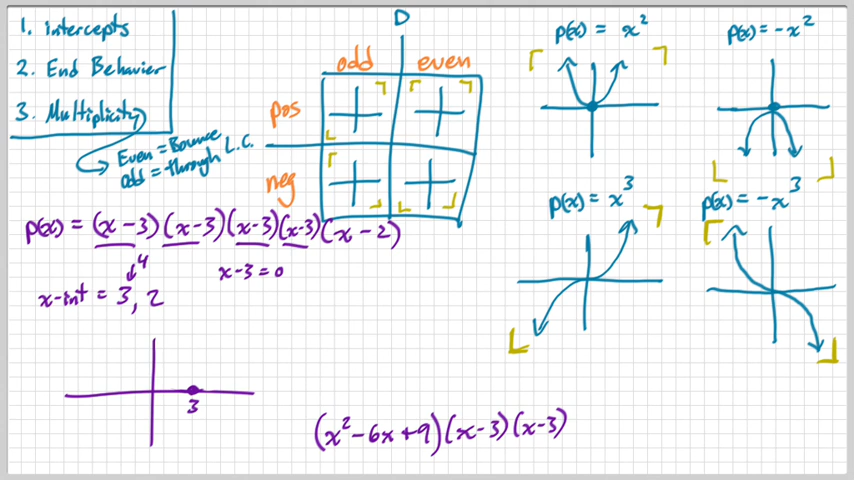 1. intercepts
2. End Behavior
3. Multiplicity
Even = Bounce
odd = through
L.C.
D
odd even
pos
neg
p(x) = x²
p(x) = -x²
p(x) = x³
p(x) = -x³
p(x) = (x-3)(x-3)(x-3)(x-3)(x-2)
4
x-int = 3, 2
x-3=0
3
(x²-6x+9)(x-3)(x-3)